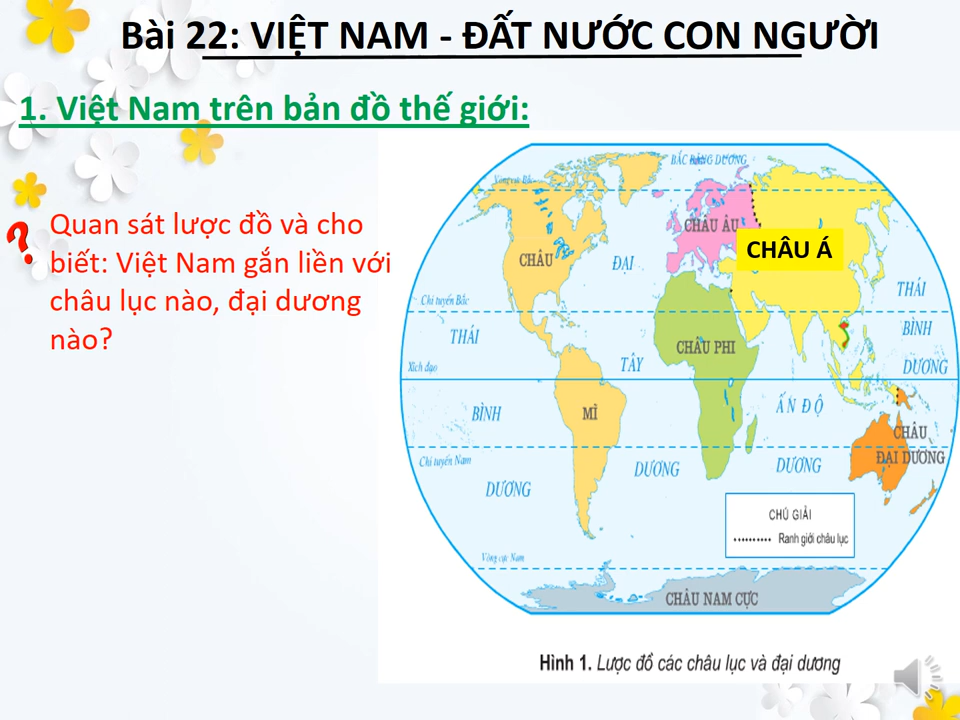 Bài 22: VIỆT NAM - ĐẤT NƯỚC CON NGƯỜI
1. Việt Nam trên bản đồ thế giới:
?
Quan sát lược đồ và cho
biết: Việt Nam gắn liền với
châu lục nào, đại dương
nào?
BẮC BĂNG DƯƠNG
Vòng cực Bắc
CHÂU ÂU
CHÂU Á
CHÂU
ĐẠI
THÁI
Chí tuyến Bắc
THÁI
BÌNH
CHÂU PHI
TÂY
DƯƠNG
Xích đạo
BÌNH
MĨ
ẤN ĐỘ
CHÂU
ĐẠI DƯƠNG
Chí tuyến Nam
DƯƠNG
DƯƠNG
DƯƠNG
CHÚ GIẢI
Ranh giới châu lục
Vòng cực Nam
CHÂU NAM CỰC
Hình 1. Lược đồ các châu lục và đại dương